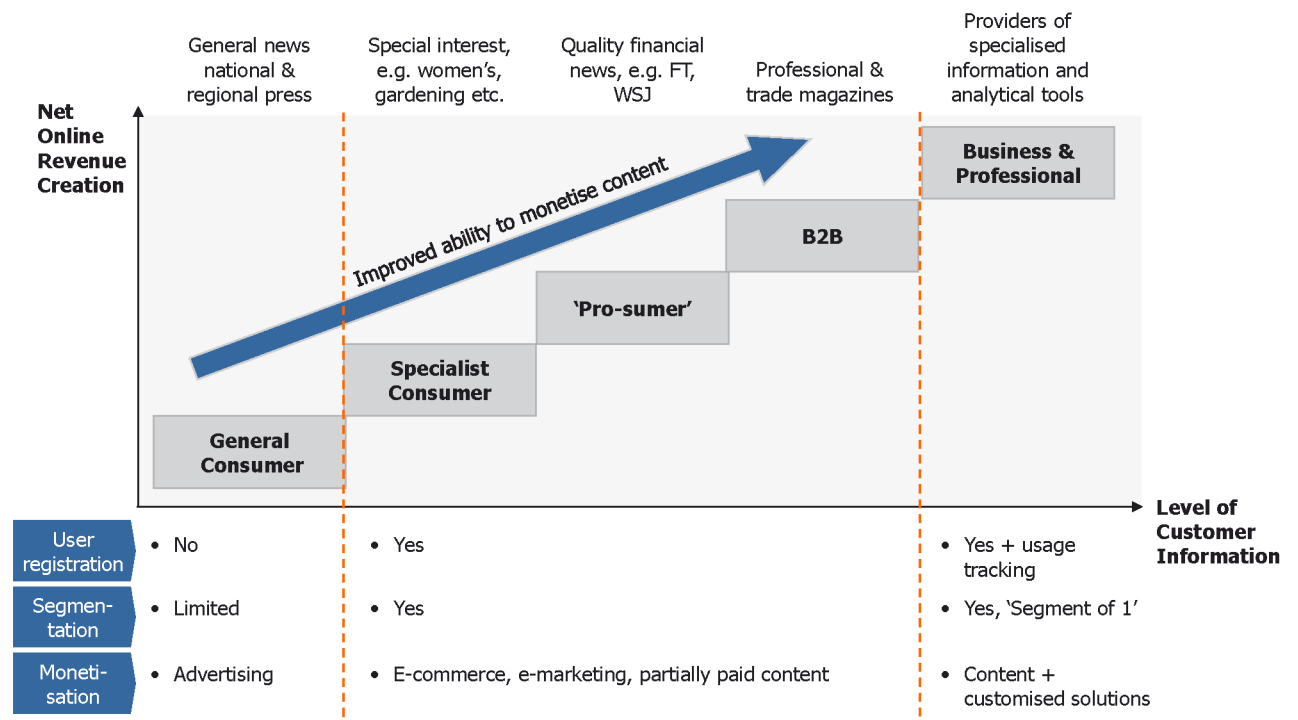 General news
national &
regional press
Special interest,
e.g. women's,
gardening etc.
Quality financial
news, e.g. FT,
WSJ
Professional &
trade magazines
Providers of
specialised
information and
analytical tools
Net
Online
Revenue
Creation
Improved ability to monetise content
Business &
Professional
B2B
‘Pro-sumer’
Specialist
Consumer
General
Consumer
Level of
Customer
Information
User
registration
• No
• Yes
• Yes + usage
tracking
Segmen-
tation
• Limited
• Yes
• Yes, ‘Segment of 1’
Moneti-
sation
• Advertising
• E-commerce, e-marketing, partially paid content
• Content +
customised solutions